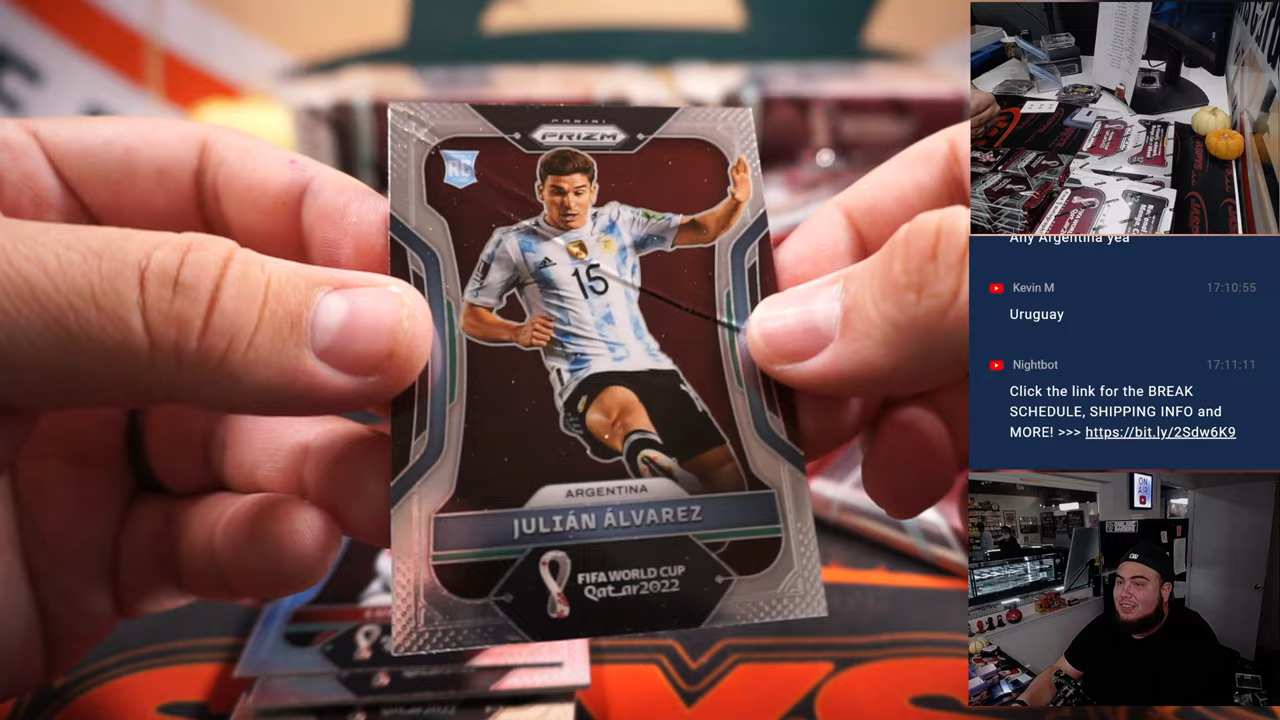 PANINI
PRIZM
RC
15
ARGENTINA
JULIÁN ÁLVAREZ
FIFA WORLD CUP
Qatar2022
Any Argentina yea
Kevin M 17:10:55
Uruguay
Nightbot 17:11:11
Click the link for the BREAK
SCHEDULE, SHIPPING INFO and
MORE! >>> https://bit.ly/2Sdw6K9
ON
AIR